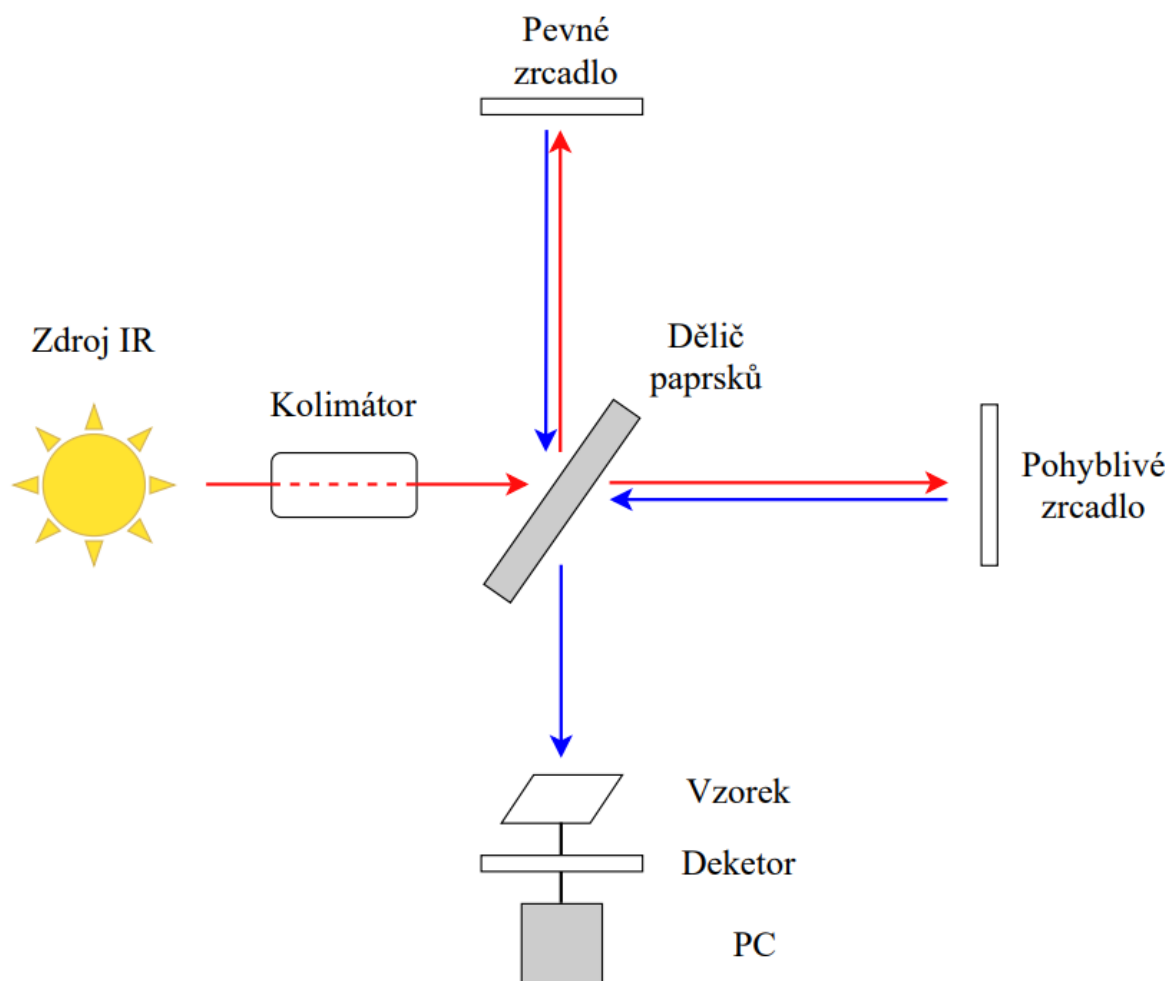 Pevné
zrcadlo
Zdroj IR
Kolimátor
Dělič
paprsků
Pohyblivé
zrcadlo
Vzorek
Deketor
PC